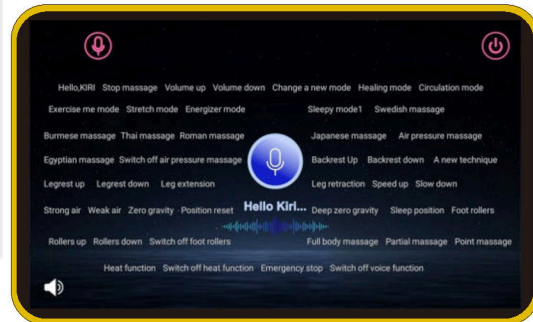 Hello,KIRI Stop massage Volume up Volume down Change a new mode Healing mode Circulation mode
Exercise me mode Stretch mode Energizer mode Sleepy mode1 Swedish massage
Burmese massage Thai massage Roman massage Japanese massage Air pressure massage
Egyptian massage Switch off air pressure massage Backrest Up Backrest down A new technique
Legrest up Legrest down Leg extension Leg retraction Speed up Slow down
Strong air Weak air Zero gravity Position reset Hello Kiri... Deep zero gravity Sleep position Foot rollers
Rollers up Rollers down Switch off foot rollers Full body massage Partial massage Point massage
Heat function Switch off heat function Emergency stop Switch off voice function